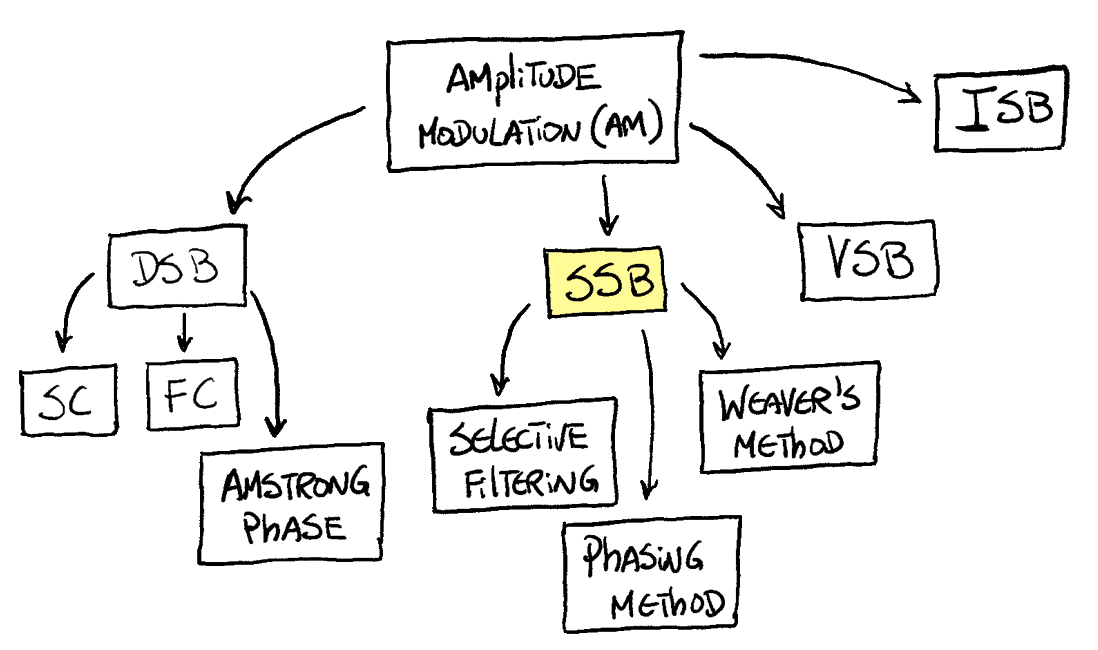 AMPLITUDE
MODULATION (AM)
ISB
DSB
SSB
VSB
SC
FC
AMSTRONG
PHASE
SELECTIVE
FILTERING
PHASING
METHOD
WEAVER'S
METHOD